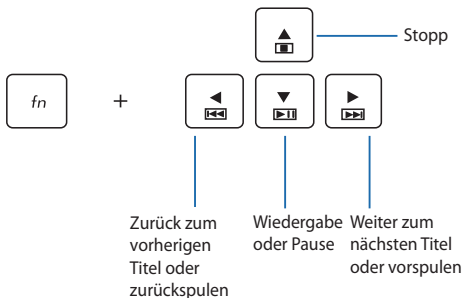 Stopp
fn
+
Zurück zum
vorherigen
Titel oder
zurückspulen
Wiedergabe
oder Pause
Weiter zum
nächsten Titel
oder vorspulen